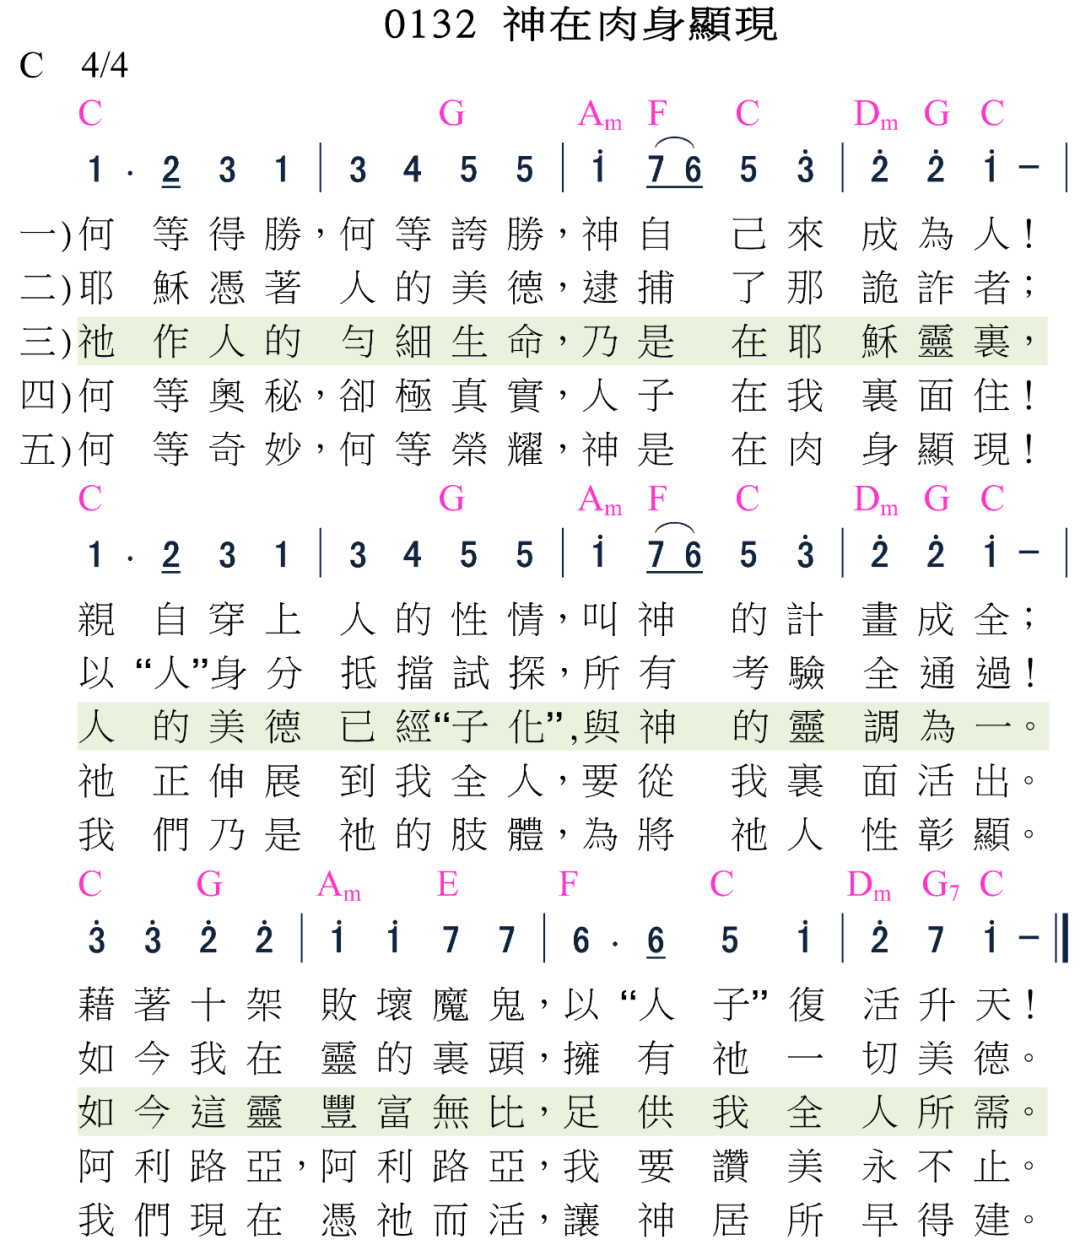 0132 神在肉身顯現
C 4/4
C G Am F C Dm G C
1 . 2 3 1 | 3 4 5 5 | i 7 6 5 3̇ | 2̇ 2̇ i – |
一)何等得勝，何等誇勝，神自己來成為人！
二)耶穌憑著人的美德，逮捕了那詭詐者；
三)祂作人的勻細生命，乃是在耶穌靈裏，
四)何等奧秘，卻極真實，人子在我裏面住！
五)何等奇妙，何等榮耀，神是在肉身顯現！
C G Am F C Dm G C
1 . 2 3 1 | 3 4 5 5 | i 7 6 5 3̇ | 2̇ 2̇ i – |
親自穿上人的性情，叫神的計畫成全；
以“人”身分抵擋試探，所有考驗全通過！
人的美德已經“子化”,與神的靈調為一。
祂正伸展到我全人，要從我裏面活出。
我們乃是祂的肢體，為將祂人性彰顯。
C G Am E F C Dm G7 C
3̇ 3̇ 2̇ 2̇ | i i 7 7 | 6 . 6 5 i | 2̇ 7 i – ‖
藉著十架敗壞魔鬼，以“人子”復活升天！
如今我在靈的裏頭，擁有祂一切美德。
如今這靈豐富無比，足供我全人所需。
阿利路亞，阿利路亞，我要讚美永不止。
我們現在憑祂而活，讓神居所早得建。